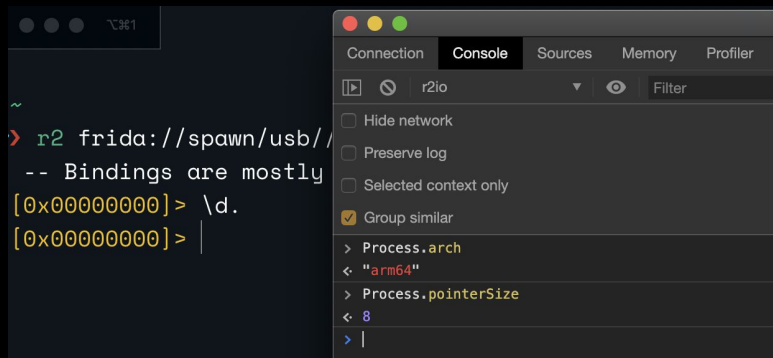 ⌥⌘1
~
❯ r2 frida://spawn/usb//
-- Bindings are mostly
[0x00000000]> \d.
[0x00000000]>
Connection Console Sources Memory Profiler
r2io ▼ Filter
Hide network
Preserve log
Selected context only
Group similar
> Process.arch
<· "arm64"
> Process.pointerSize
<· 8
>